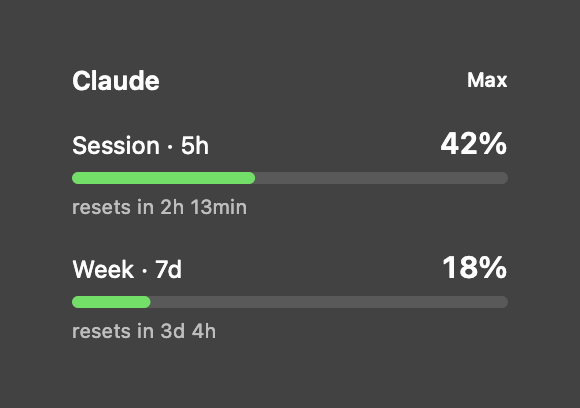 Claude Max
Session · 5h 42%
resets in 2h 13min
Week · 7d 18%
resets in 3d 4h